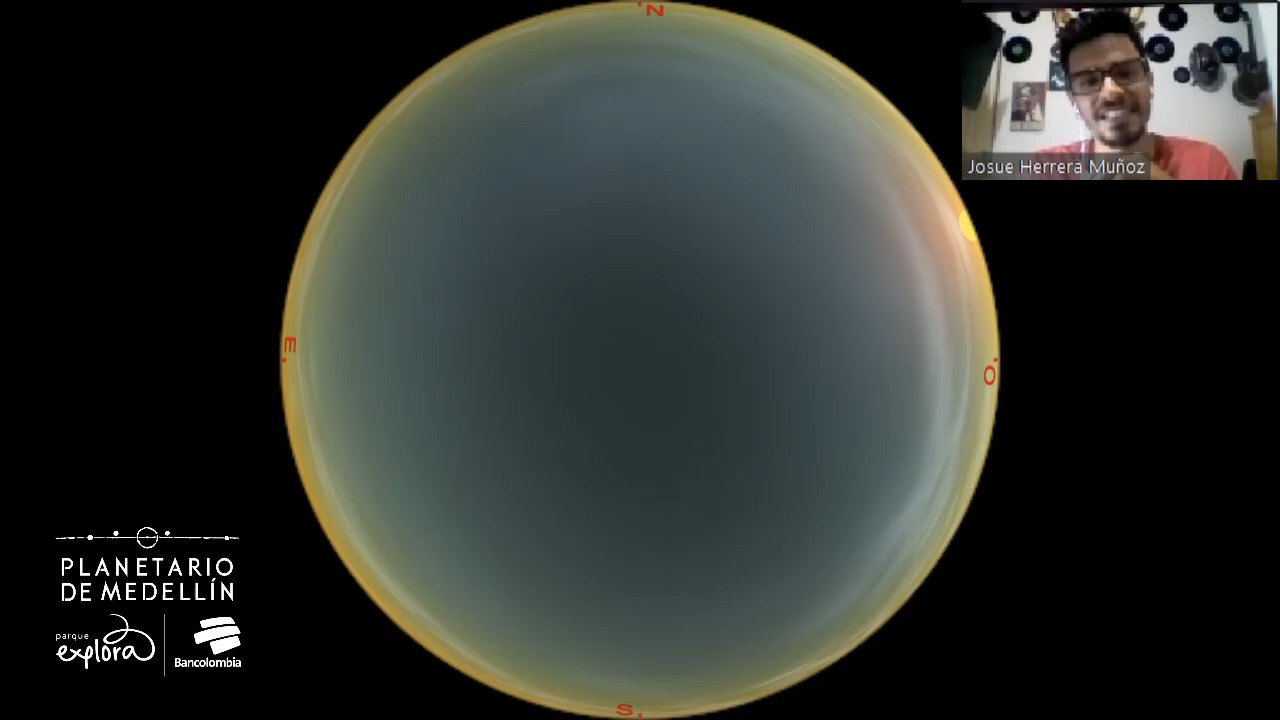 N
Josue Herrera Muñoz
E
O
PLANETARIO
DE MEDELLÍN
parque
explora
Bancolombia
S